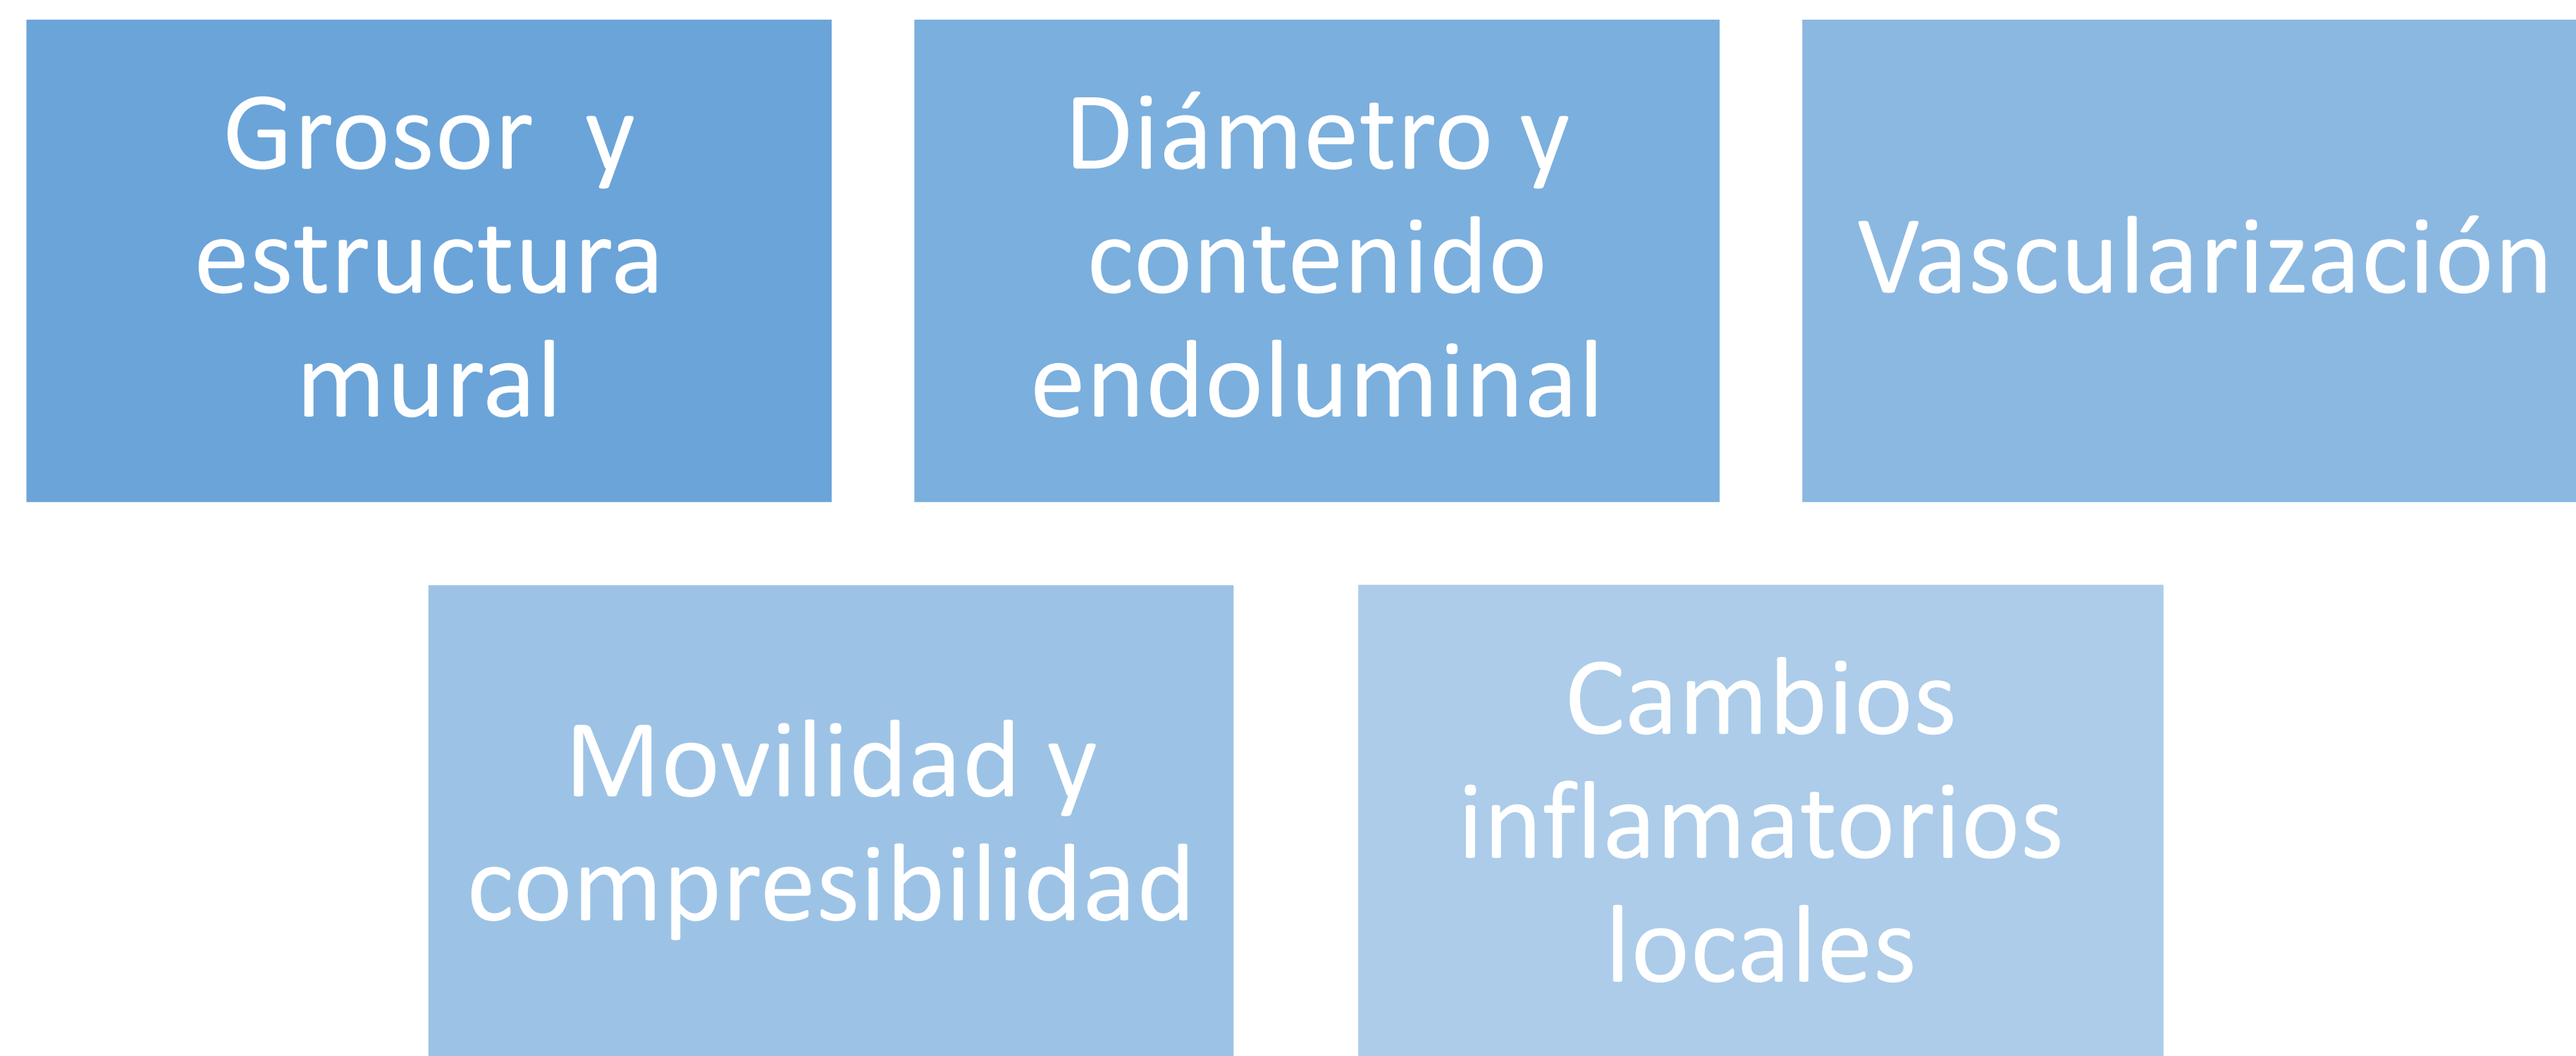 Grosor y
estructura
mural
Diámetro y
contenido
endoluminal
Vascularización
Movilidad y
compresibilidad
Cambios
inflamatorios
locales